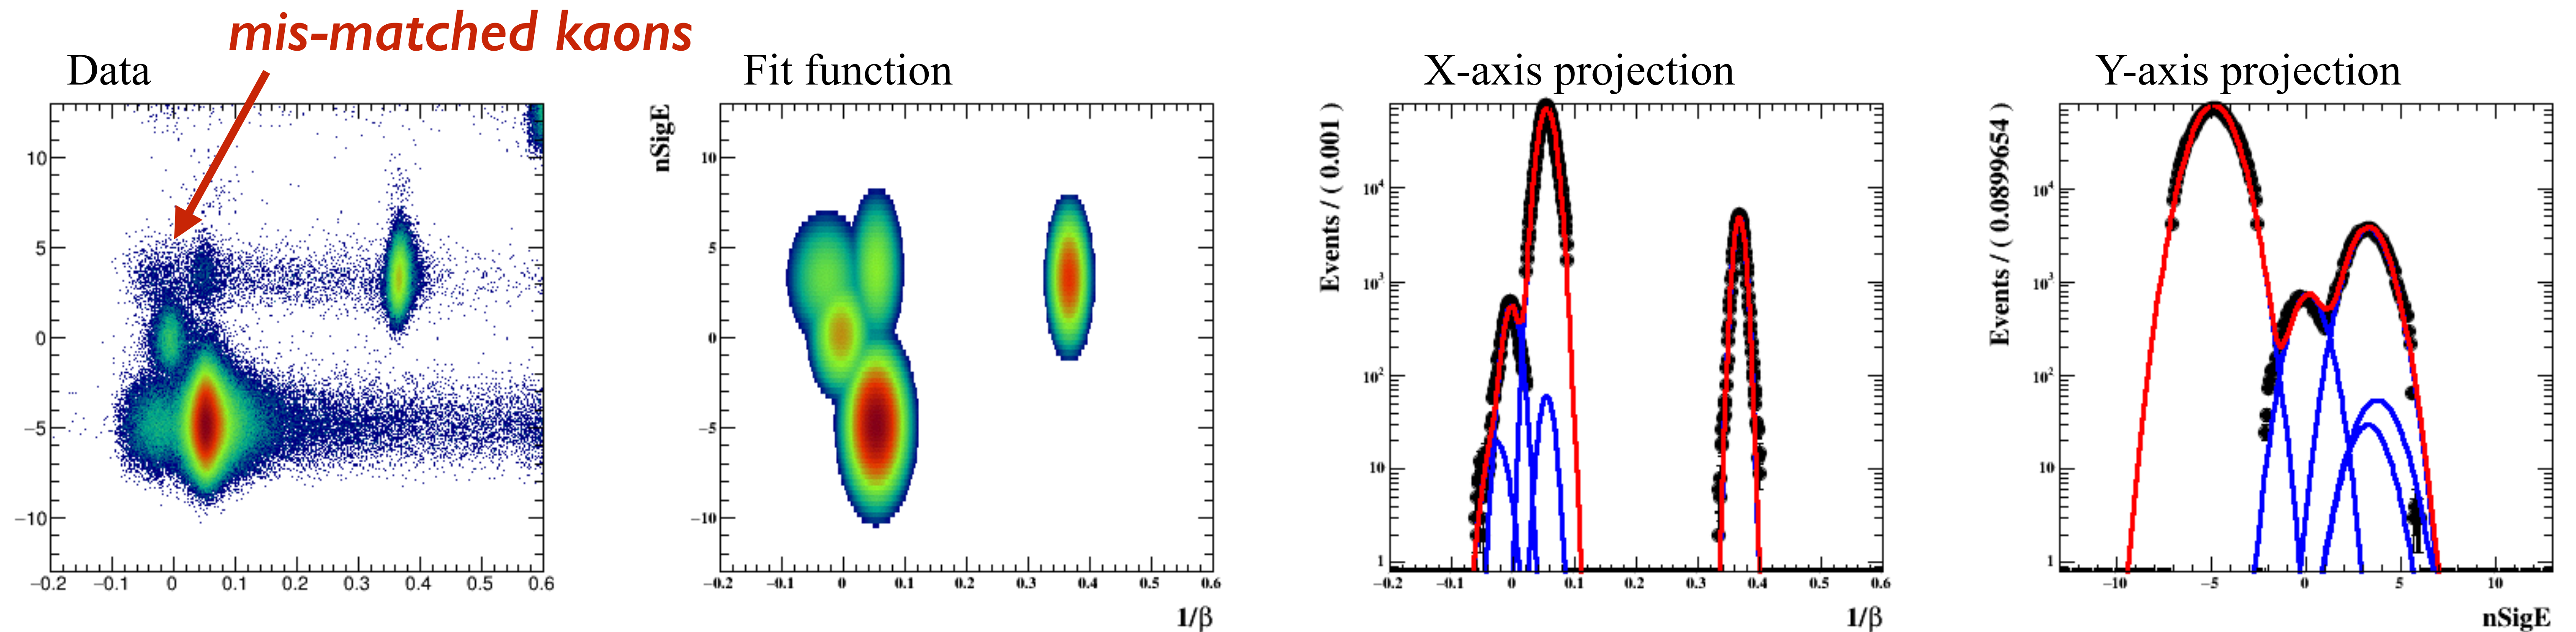 mis-matched kaons
Data
Fit function
X-axis projection
Y-axis projection
10
5
0
−5
−10
−0.2 −0.1 0 0.1 0.2 0.3 0.4 0.5 0.6
nSigE
10
5
0
−5
−10
−0.2 −0.1 0 0.1 0.2 0.3 0.4 0.5 0.6
1/β
Events / ( 0.001 )
10⁴
10³
10²
10
1
−0.2 −0.1 0 0.1 0.2 0.3 0.4 0.5 0.6
1/β
Events / ( 0.0899654 )
10⁴
10³
10²
10
1
−10 −5 0 5 10
nSigE